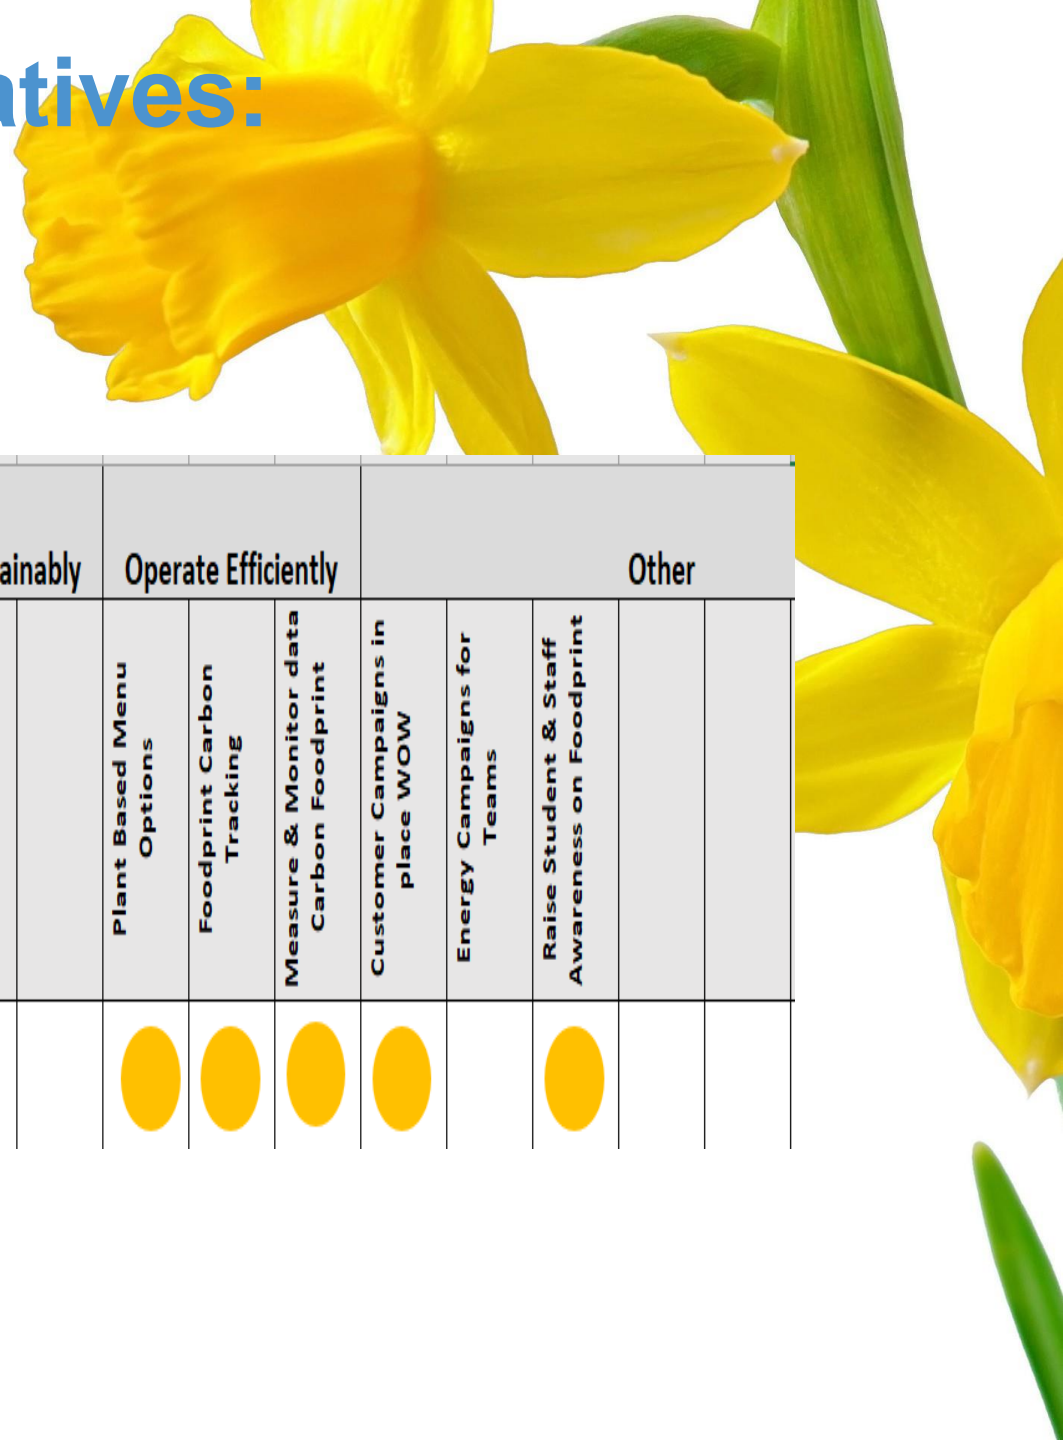 atives:
ainably
Operate Efficiently
Other
Plant Based Menu
Options
Foodprint Carbon
Tracking
Measure & Monitor data
Carbon Foodprint
Customer Campaigns in
place WOW
Energy Campaigns for
Teams
Raise Student & Staff
Awareness on Foodprint